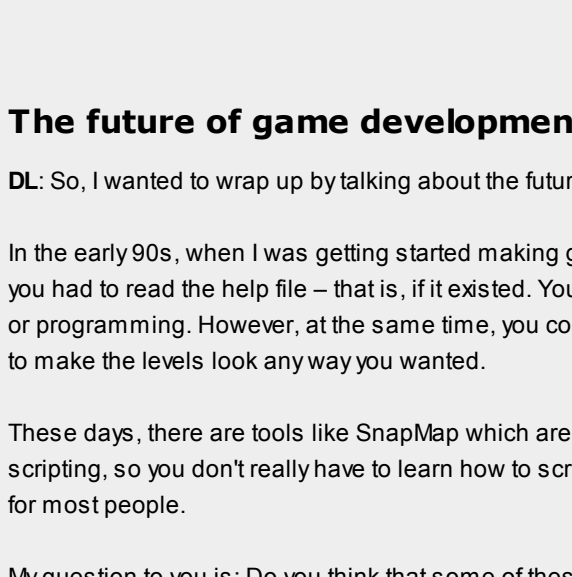 The future of game developmen
DL: So, I wanted to wrap up by talking about the futur
In the early 90s, when I was getting started making g
you had to read the help file – that is, if it existed. You
or programming. However, at the same time, you co
to make the levels look any way you wanted.
These days, there are tools like SnapMap which are
scripting, so you don't really have to learn how to scr
for most people.
My question to you is: Do you think that some of thes